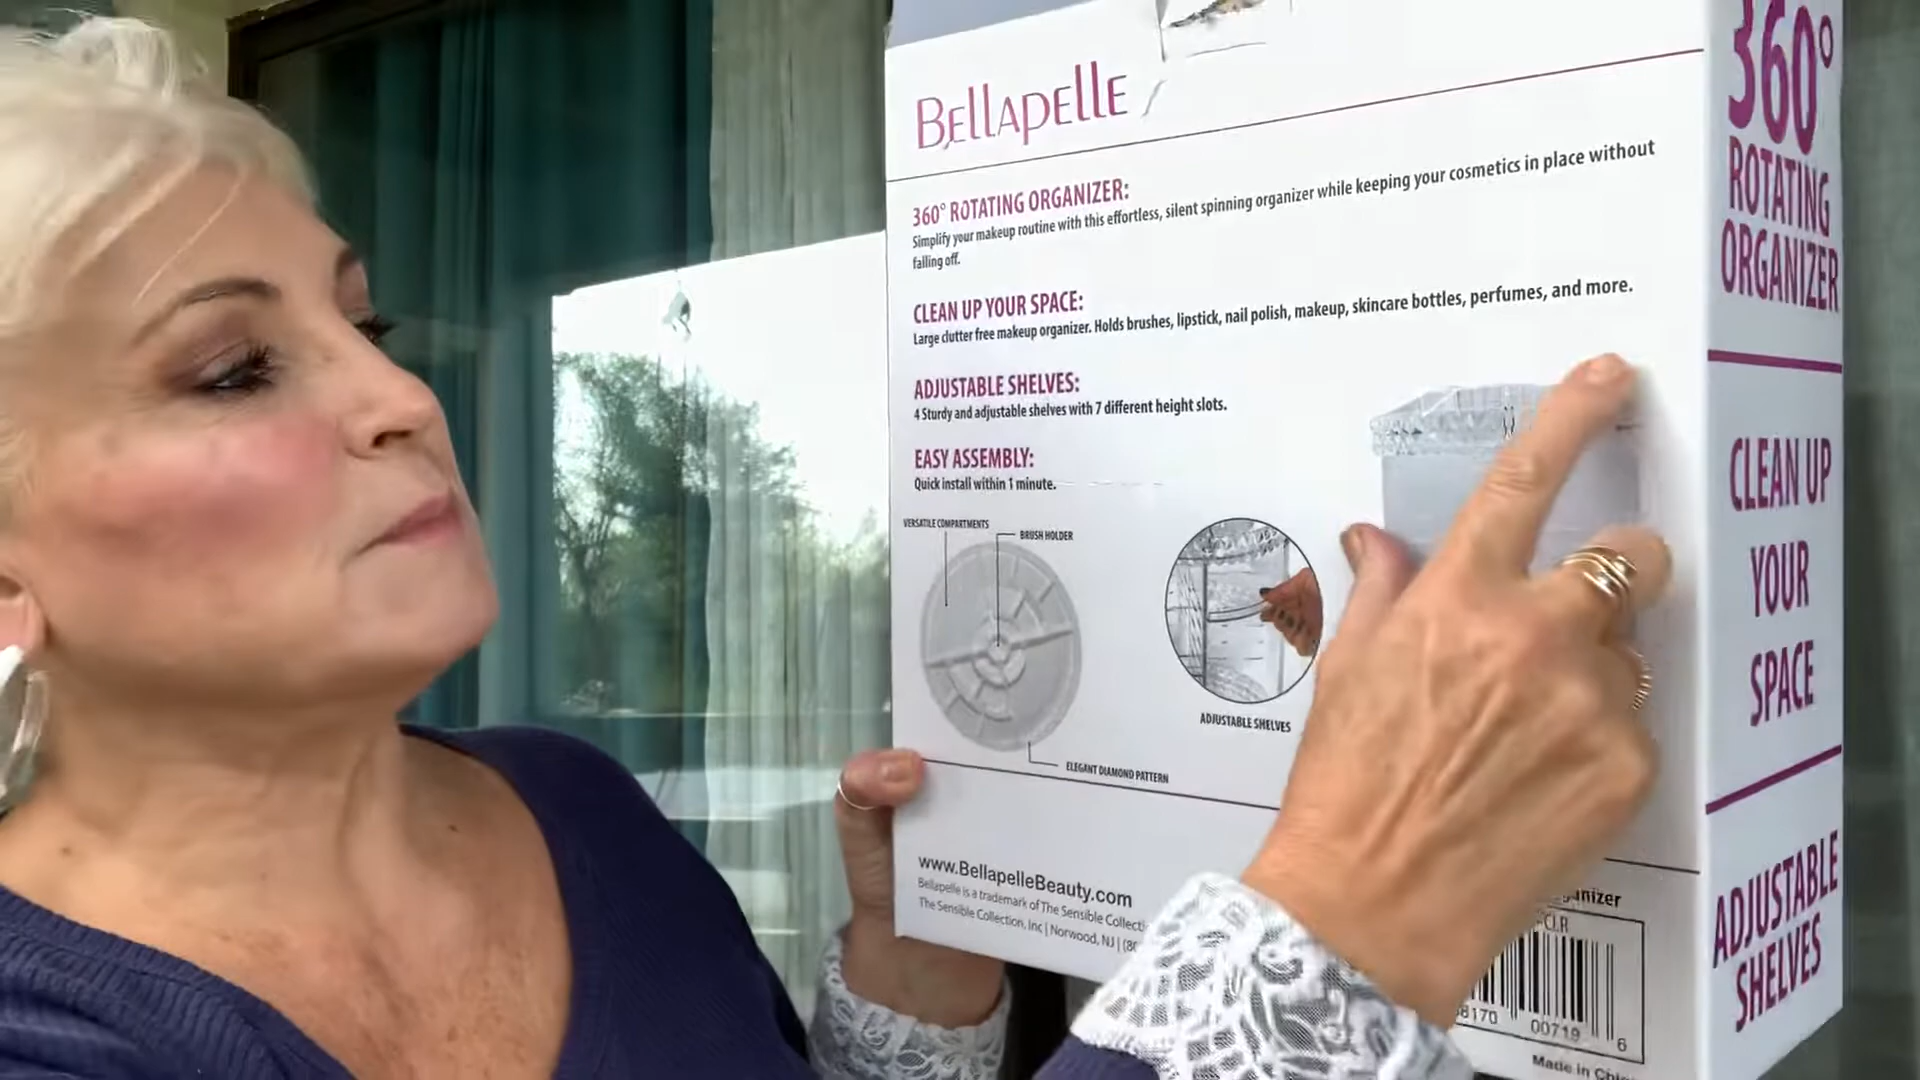 Bellapelle
360° ROTATING ORGANIZER:
Simplify your makeup routine with this effortless, silent spinning organizer while keeping your cosmetics in place without
falling off.
CLEAN UP YOUR SPACE:
Large clutter free makeup organizer. Holds brushes, lipstick, nail polish, makeup, skincare bottles, perfumes, and more.
ADJUSTABLE SHELVES:
4 Sturdy and adjustable shelves with 7 different height slots.
EASY ASSEMBLY:
Quick install within 1 minute.
VERSATILE COMPARTMENTS
BRUSH HOLDER
ADJUSTABLE SHELVES
ELEGANT DIAMOND PATTERN
www.BellapelleBeauty.com
Bellapelle is a trademark of The Sensible
The Sensible Collection, Inc | Norwood, NJ |
00719 6
Made in
360°
ROTATING
ORGANIZER
CLEAN UP
YOUR
SPACE
ADJUSTABLE
SHELVES